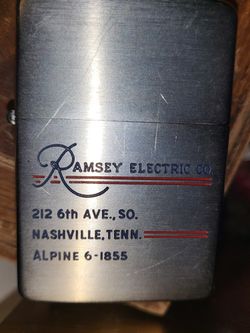 RAMSEY ELECTRIC CO.
212 6th AVE., SO.
NASHVILLE, TENN.
ALPINE 6-1855